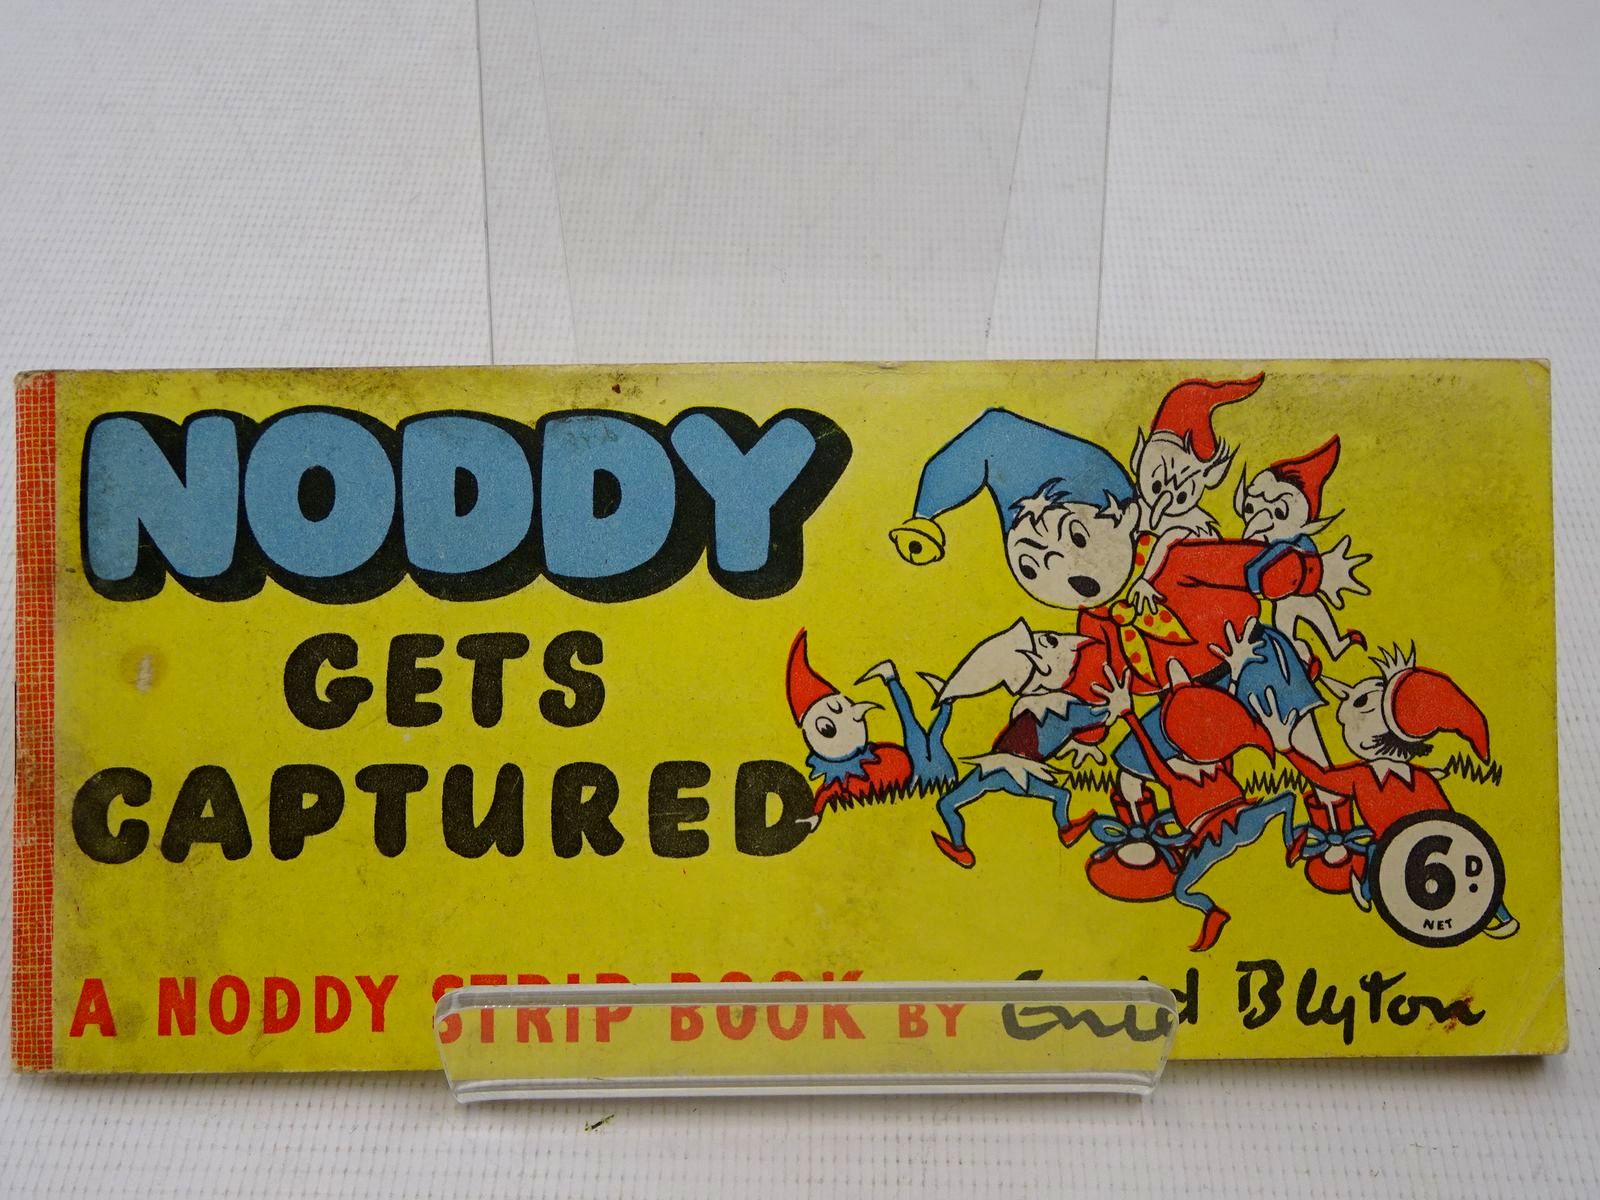 NODDY
GETS
CAPTURED
6D.
NET
A NODDY STRIP BOOK BY Enid Blyton